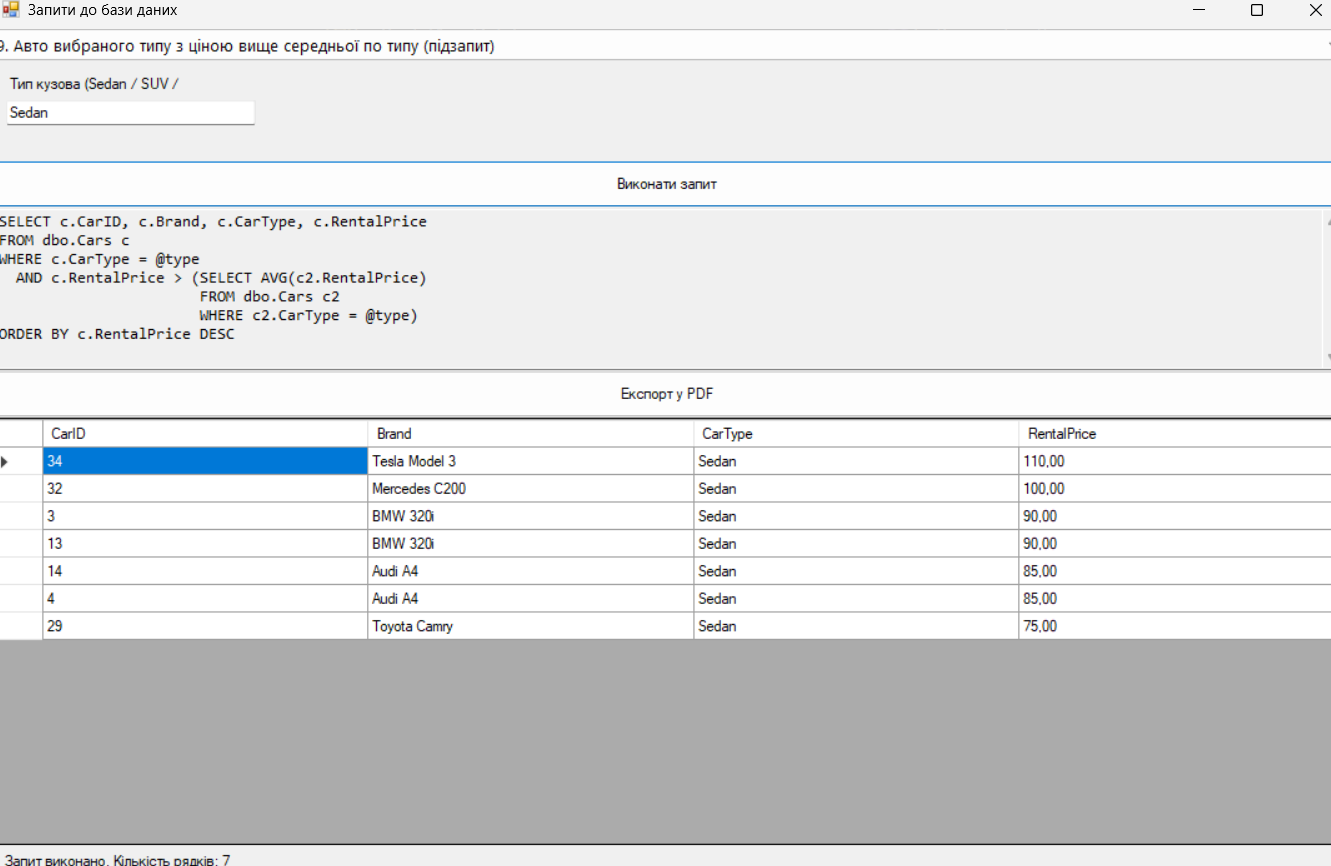 Запити до бази даних
9. Авто вибраного типу з ціною вище середньої по типу (підзапит)
Тип кузова (Sedan / SUV /
Sedan
Виконати запит
SELECT c.CarID, c.Brand, c.CarType, c.RentalPrice
FROM dbo.Cars c
WHERE c.CarType = @type
AND c.RentalPrice > (SELECT AVG(c2.RentalPrice)
FROM dbo.Cars c2
WHERE c2.CarType = @type)
ORDER BY c.RentalPrice DESC
Експорт у PDF
CarID Brand CarType RentalPrice
34 Tesla Model 3 Sedan 110,00
32 Mercedes C200 Sedan 100,00
3 BMW 320i Sedan 90,00
13 BMW 320i Sedan 90,00
14 Audi A4 Sedan 85,00
4 Audi A4 Sedan 85,00
29 Toyota Camry Sedan 75,00
Запит виконано. Кількість рядків: 7